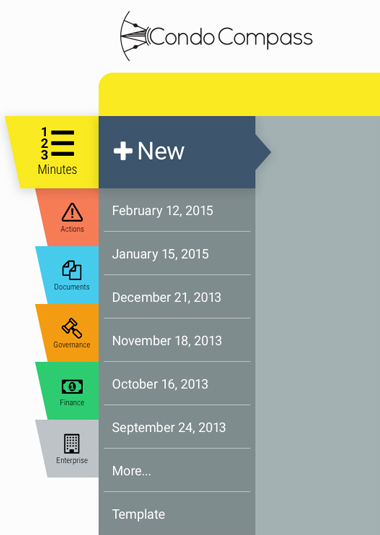 Condo Compass
1
2
3
Minutes
+ New
Actions
February 12, 2015
January 15, 2015
Documents
December 21, 2013
Governance
November 18, 2013
Finance
October 16, 2013
September 24, 2013
Enterprise
More...
Template